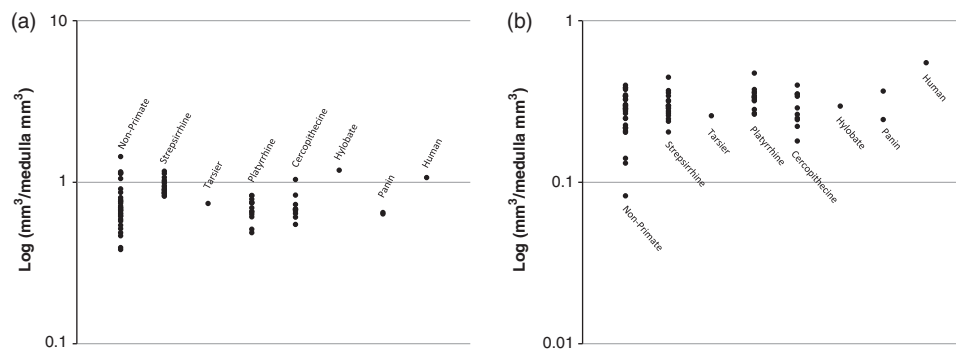 (a)
10
1
0.1
Log (mm³/medulla mm³)
Non-Primate
Strepsirrhine
Tarsier
Platyrrhine
Cercopithecine
Hylobate
Panin
Human
(b)
1
0.1
0.01
Log (mm³/medulla mm³)
Non-Primate
Strepsirrhine
Tarsier
Platyrrhine
Cercopithecine
Hylobate
Panin
Human